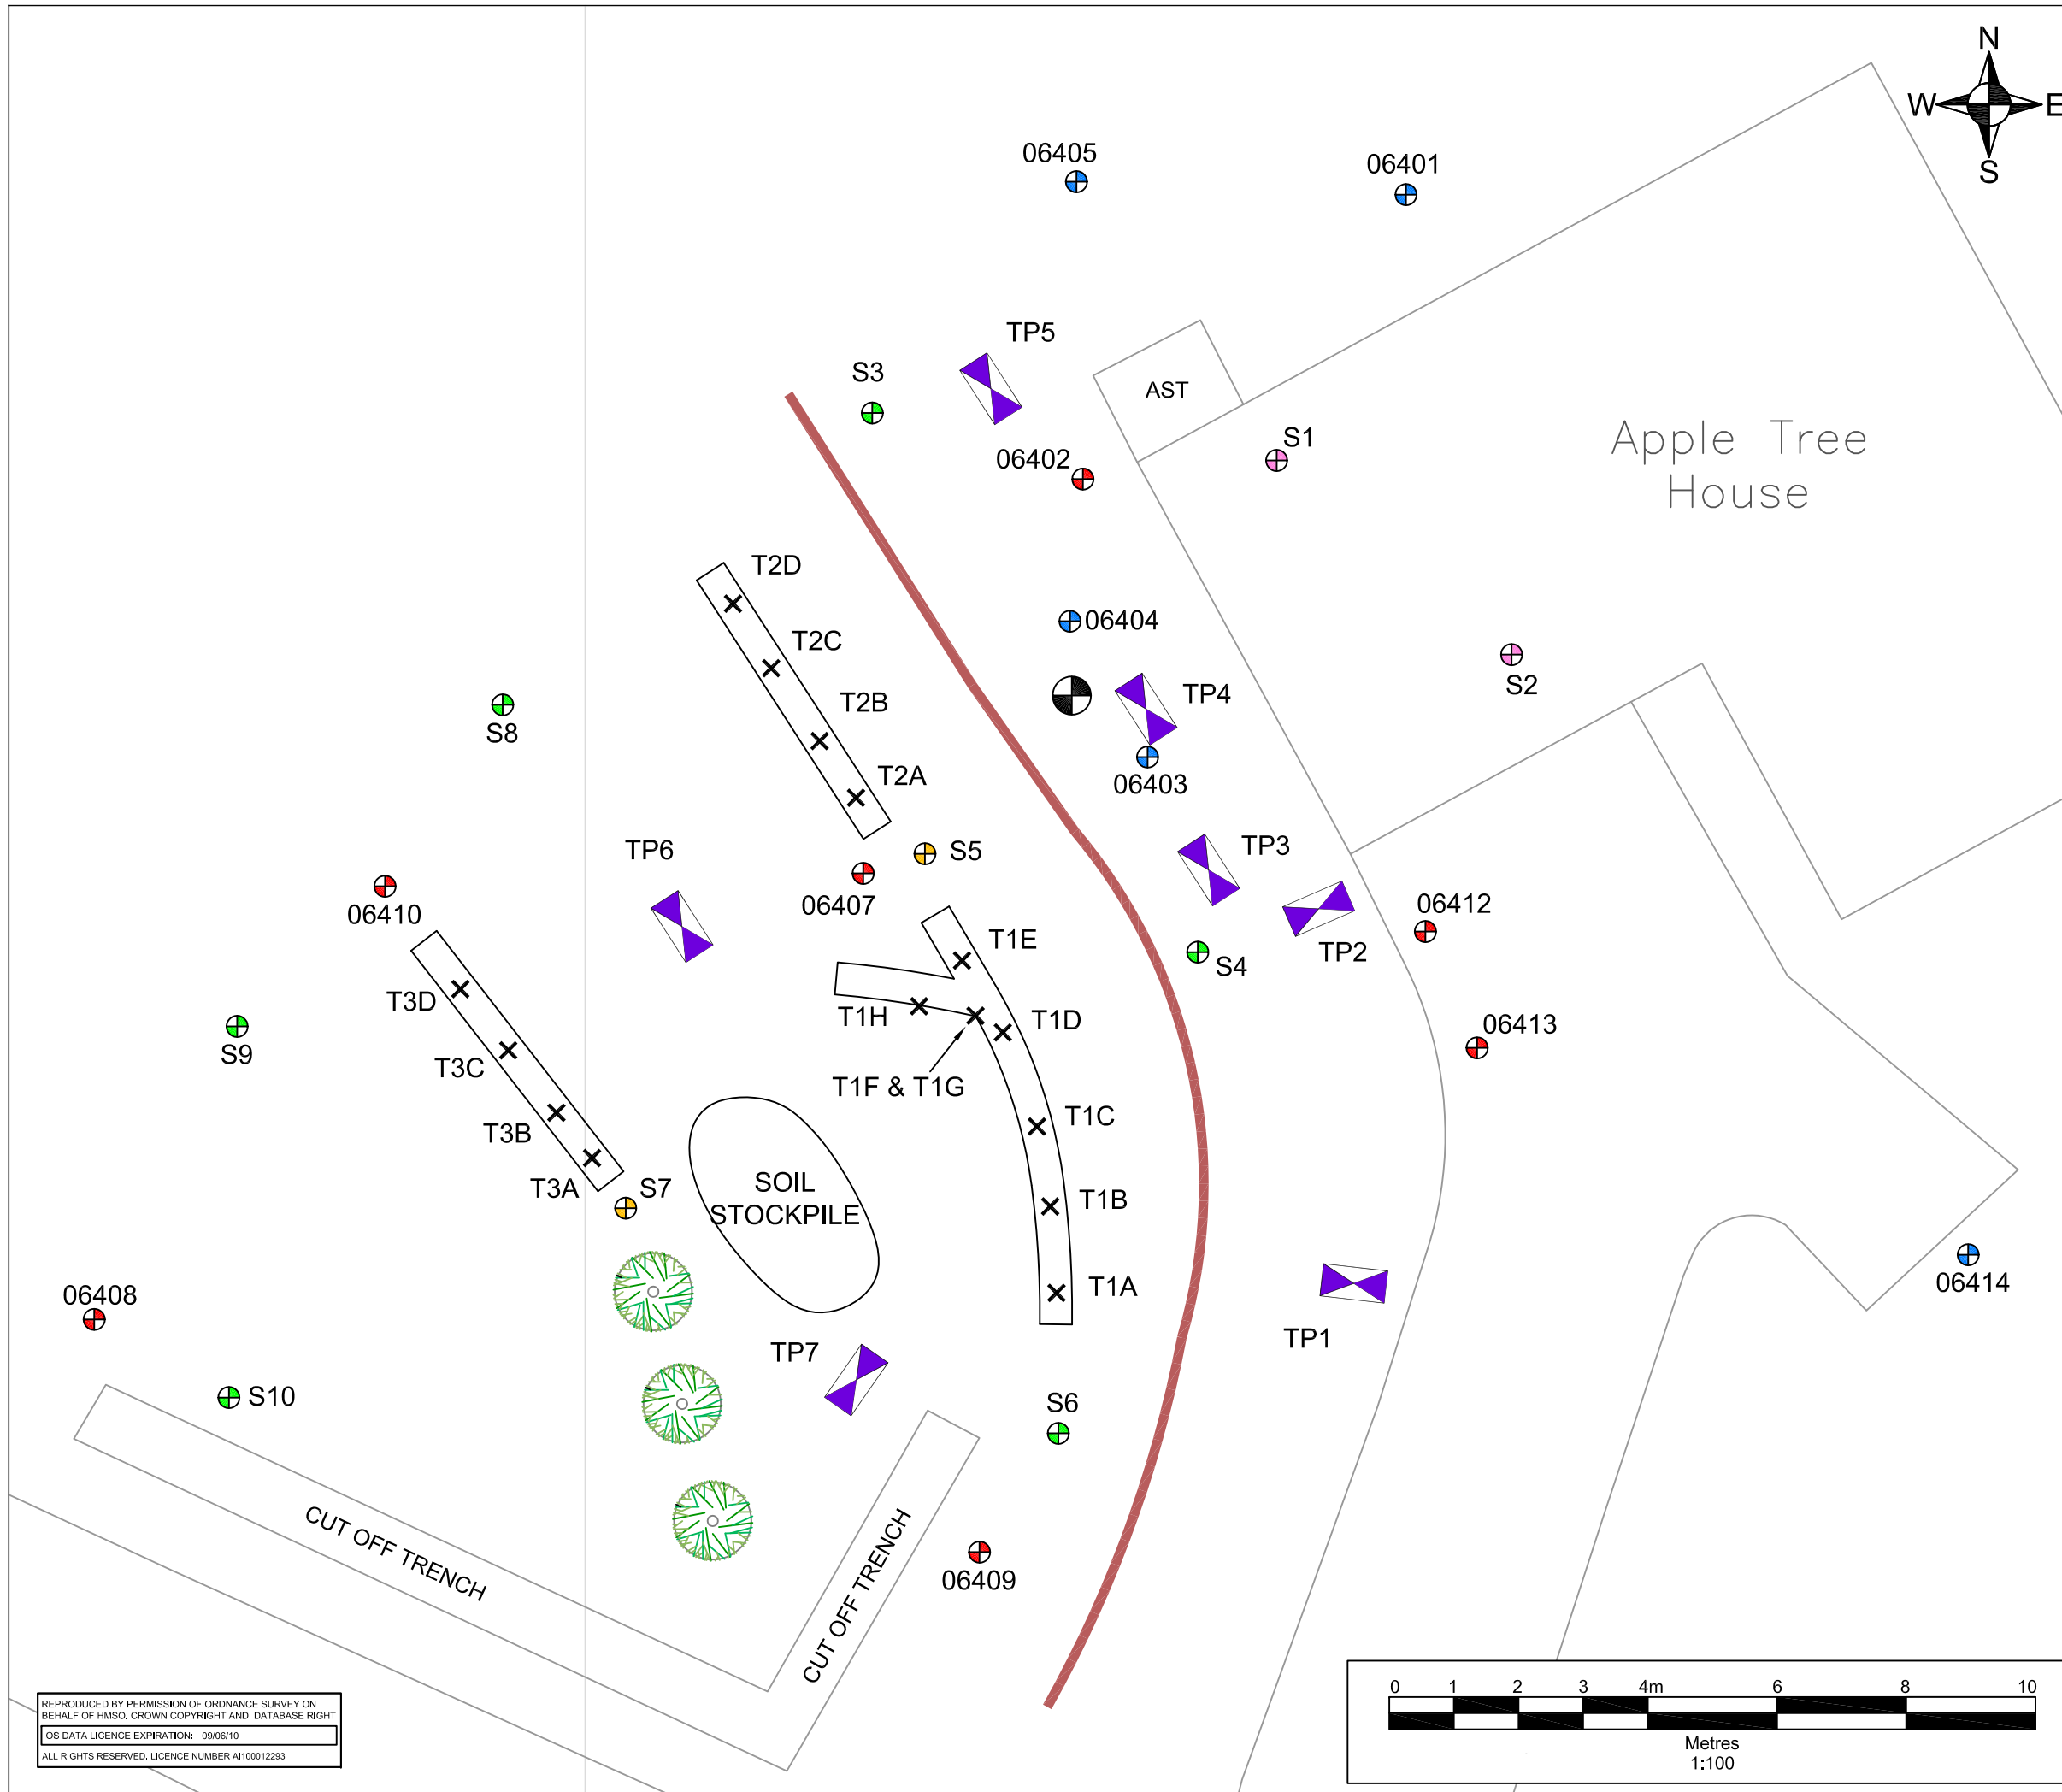 N
W
E
S
06405
06401
TP5
S3
AST
S1
06402
Apple Tree
House
T2D
06404
T2C
S2
TP4
T2B
S8
T2A
06403
TP3
TP6
S5
06407
06412
06410
T1E
TP2
S4
T3D
T1H
T1D
06413
S9
T3C
T1F & T1G
T1C
T3B
SOIL
STOCKPILE
T3A
S7
T1B
06414
T1A
06408
TP1
TP7
S10
S6
CUT OFF TRENCH
CUT OFF TRENCH
06409
REPRODUCED BY PERMISSION OF ORDNANCE SURVEY ON
BEHALF OF HMSO. CROWN COPYRIGHT AND DATABASE RIGHT
OS DATA LICENCE EXPIRATION: 09/06/10
ALL RIGHTS RESERVED. LICENCE NUMBER AI100012293
0 1 2 3 4m 6 8 10
Metres
1:100